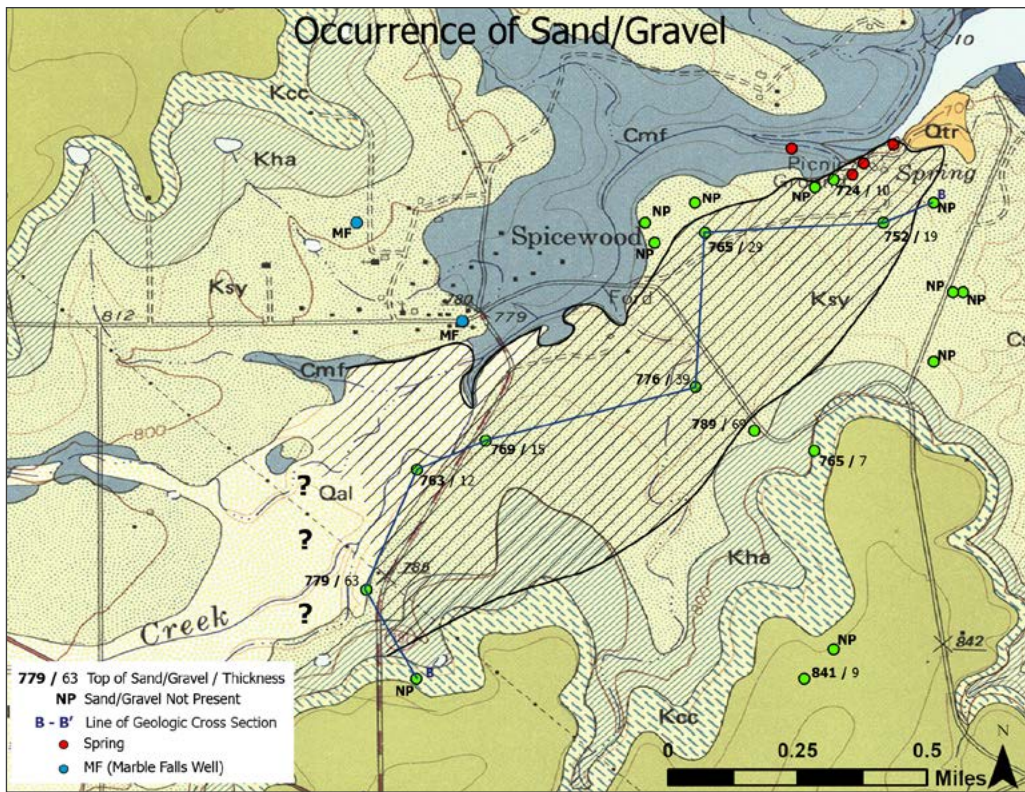 Occurrence of Sand/Gravel
10
Kcc
Cmf
700
Qtr
Kha
Picnic
Spring
NP
724 / 10
B
NP
NP
MF
NP
NP
752 / 19
Spicewood
765 / 29
Ksy
780
Ford
Ksy
NP
NP
812
779
MF
NP
Cmf
776 / 39
789 / 69
800
769 / 15
765 / 7
?
Qal
763 / 12
?
Kha
779 / 63
786
800
?
Creek
NP
842
B
NP
841 / 9
Kcc
779 / 63 Top of Sand/Gravel / Thickness
NP Sand/Gravel Not Present
B - B' Line of Geologic Cross Section
Spring
MF (Marble Falls Well)
N
0 0.25 0.5
Miles